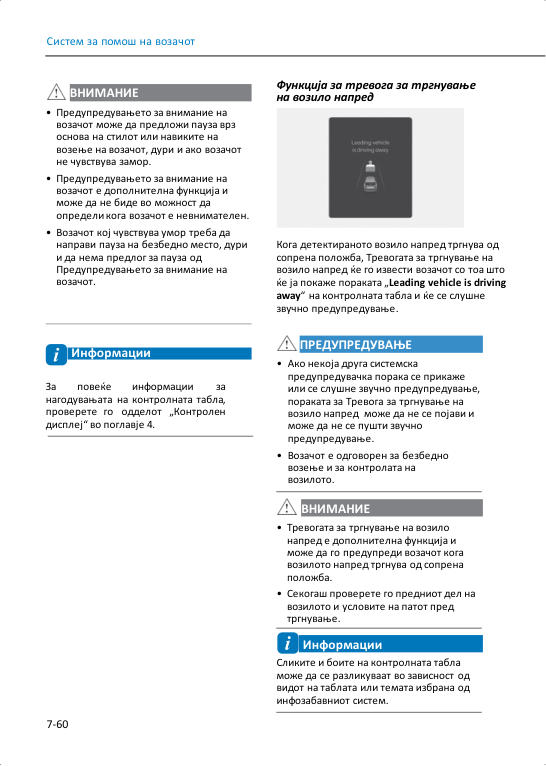 Систем за помош на возачот
ВНИМАНИЕ
• Предупредувањето за внимание на
возачот може да предложи пауза врз
основа на стилот или навиките на
возење на возачот, дури и ако возачот
не чувствува замор.
• Предупредувањето за внимание на
возачот е дополнителна функција и
може да не биде во можност да
определи кога возачот е невнимателен.
• Возачот кој чувствува умор треба да
направи пауза на безбедно место, дури
и да нема предлог за пауза од
Предупредувањето за внимание на
возачот.
Информации
За повеќе информации за
нагодувањата на контролната табла,
проверете го одделот „Контролен
дисплеј“ во поглавје 4.
Функција за тревога за тргнување
на возило напред
Leading vehicle
is driving away
Кога детектираното возило напред тргнува од
сопрена положба, Тревогата за тргнување на
возило напред ќе го извести возачот со тоа што
ќе ја покаже пораката „Leading vehicle is driving
away“ на контролната табла и ќе се слушне
звучно предупредување.
ПРЕДУПРЕДУВАЊЕ
• Ако некоја друга системска
предупредувачка порака се прикаже
или се слушне звучно предупредување,
пораката за Тревога за тргнување на
возило напред може да не се појави и
може да не се пушти звучно
предупредување.
• Возачот е одговорен за безбедно
возење и за контролата на
возилото.
ВНИМАНИЕ
• Тревогата за тргнување на возило
напред е дополнителна функција и
може да го предупреди возачот кога
возилото напред тргнува од сопрена
положба.
• Секогаш проверете го предниот дел на
возилото и условите на патот пред
тргнување.
Информации
Сликите и боите на контролната табла
може да се разликуваат во зависност од
видот на таблата или темата избрана од
инфозабавниот систем.
7-60